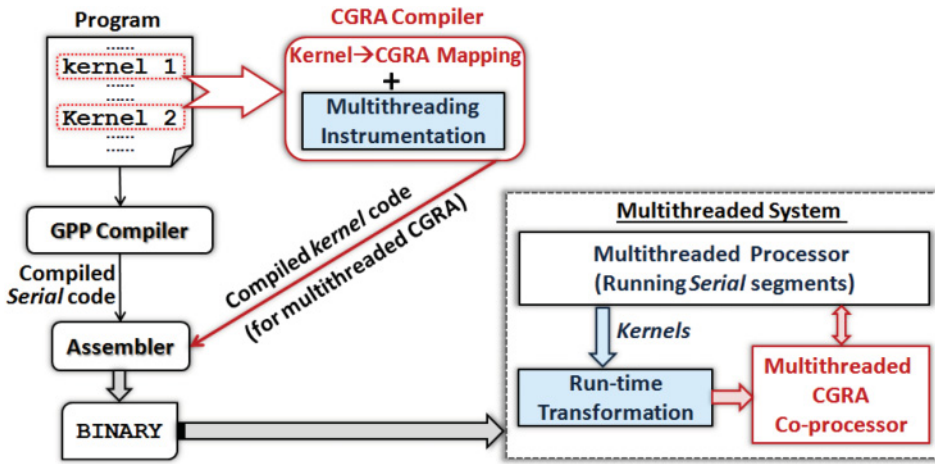 Program
......
kernel 1
...... ......
Kernel 2
...... ......
......
CGRA Compiler
Kernel→CGRA Mapping
+
Multithreading
Instrumentation
GPP Compiler
Compiled
Serial code
Compiled kernel code
(for multithreaded CGRA)
Assembler
BINARY
Multithreaded System
Multithreaded Processor
(Running Serial segments)
Kernels
Run-time
Transformation
Multithreaded
CGRA
Co-processor